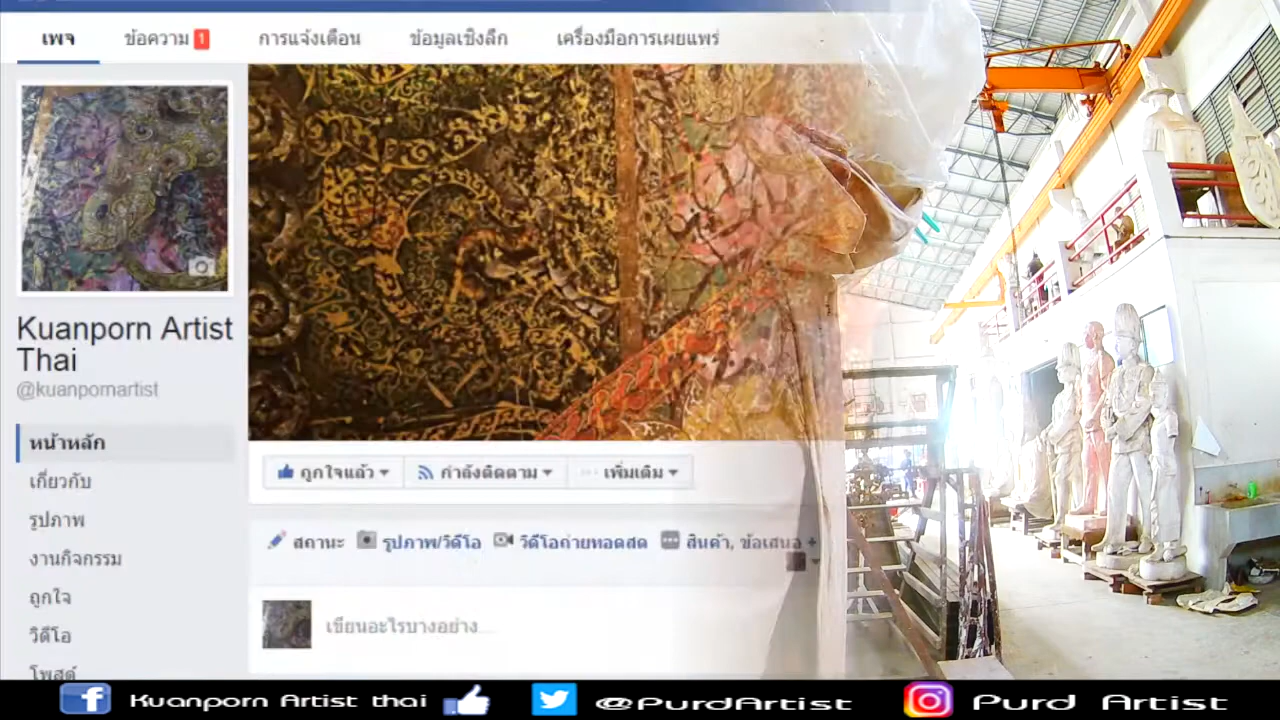 เพจ ข้อความ 1 การแจ้งเตือน ข้อมูลเชิงลึก เครื่องมือการเผยแพร่
Kuanporn Artist
Thai
@kuanpornartist
หน้าหลัก
เกี่ยวกับ
รูปภาพ
งานกิจกรรม
ถูกใจ
วิดีโอ
โพสต์
ถูกใจแล้ว กำลังติดตาม ··· เพิ่มเติม
สถานะ รูปภาพ/วิดีโอ วิดีโอถ่ายทอดสด สินค้า, ข้อเสนอ +
เขียนอะไรบางอย่าง...
f Kuanporn Artist thai @PurdArtist Purd Artist